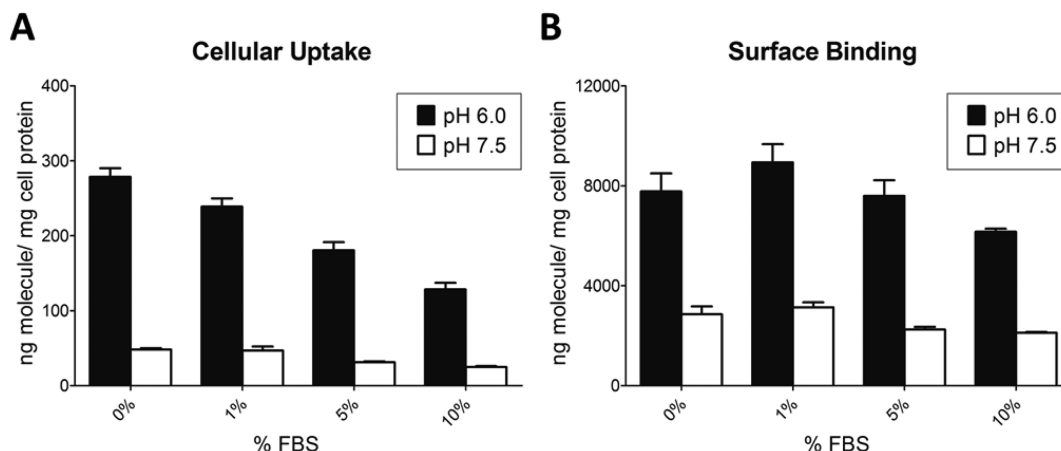 A
Cellular Uptake
ng molecule/ mg cell protein
400
300
200
100
0
pH 6.0
pH 7.5
0%
1%
5%
10%
% FBS
B
Surface Binding
ng molecule/ mg cell protein
12000
8000
4000
0
pH 6.0
pH 7.5
0%
1%
5%
10%
% FBS